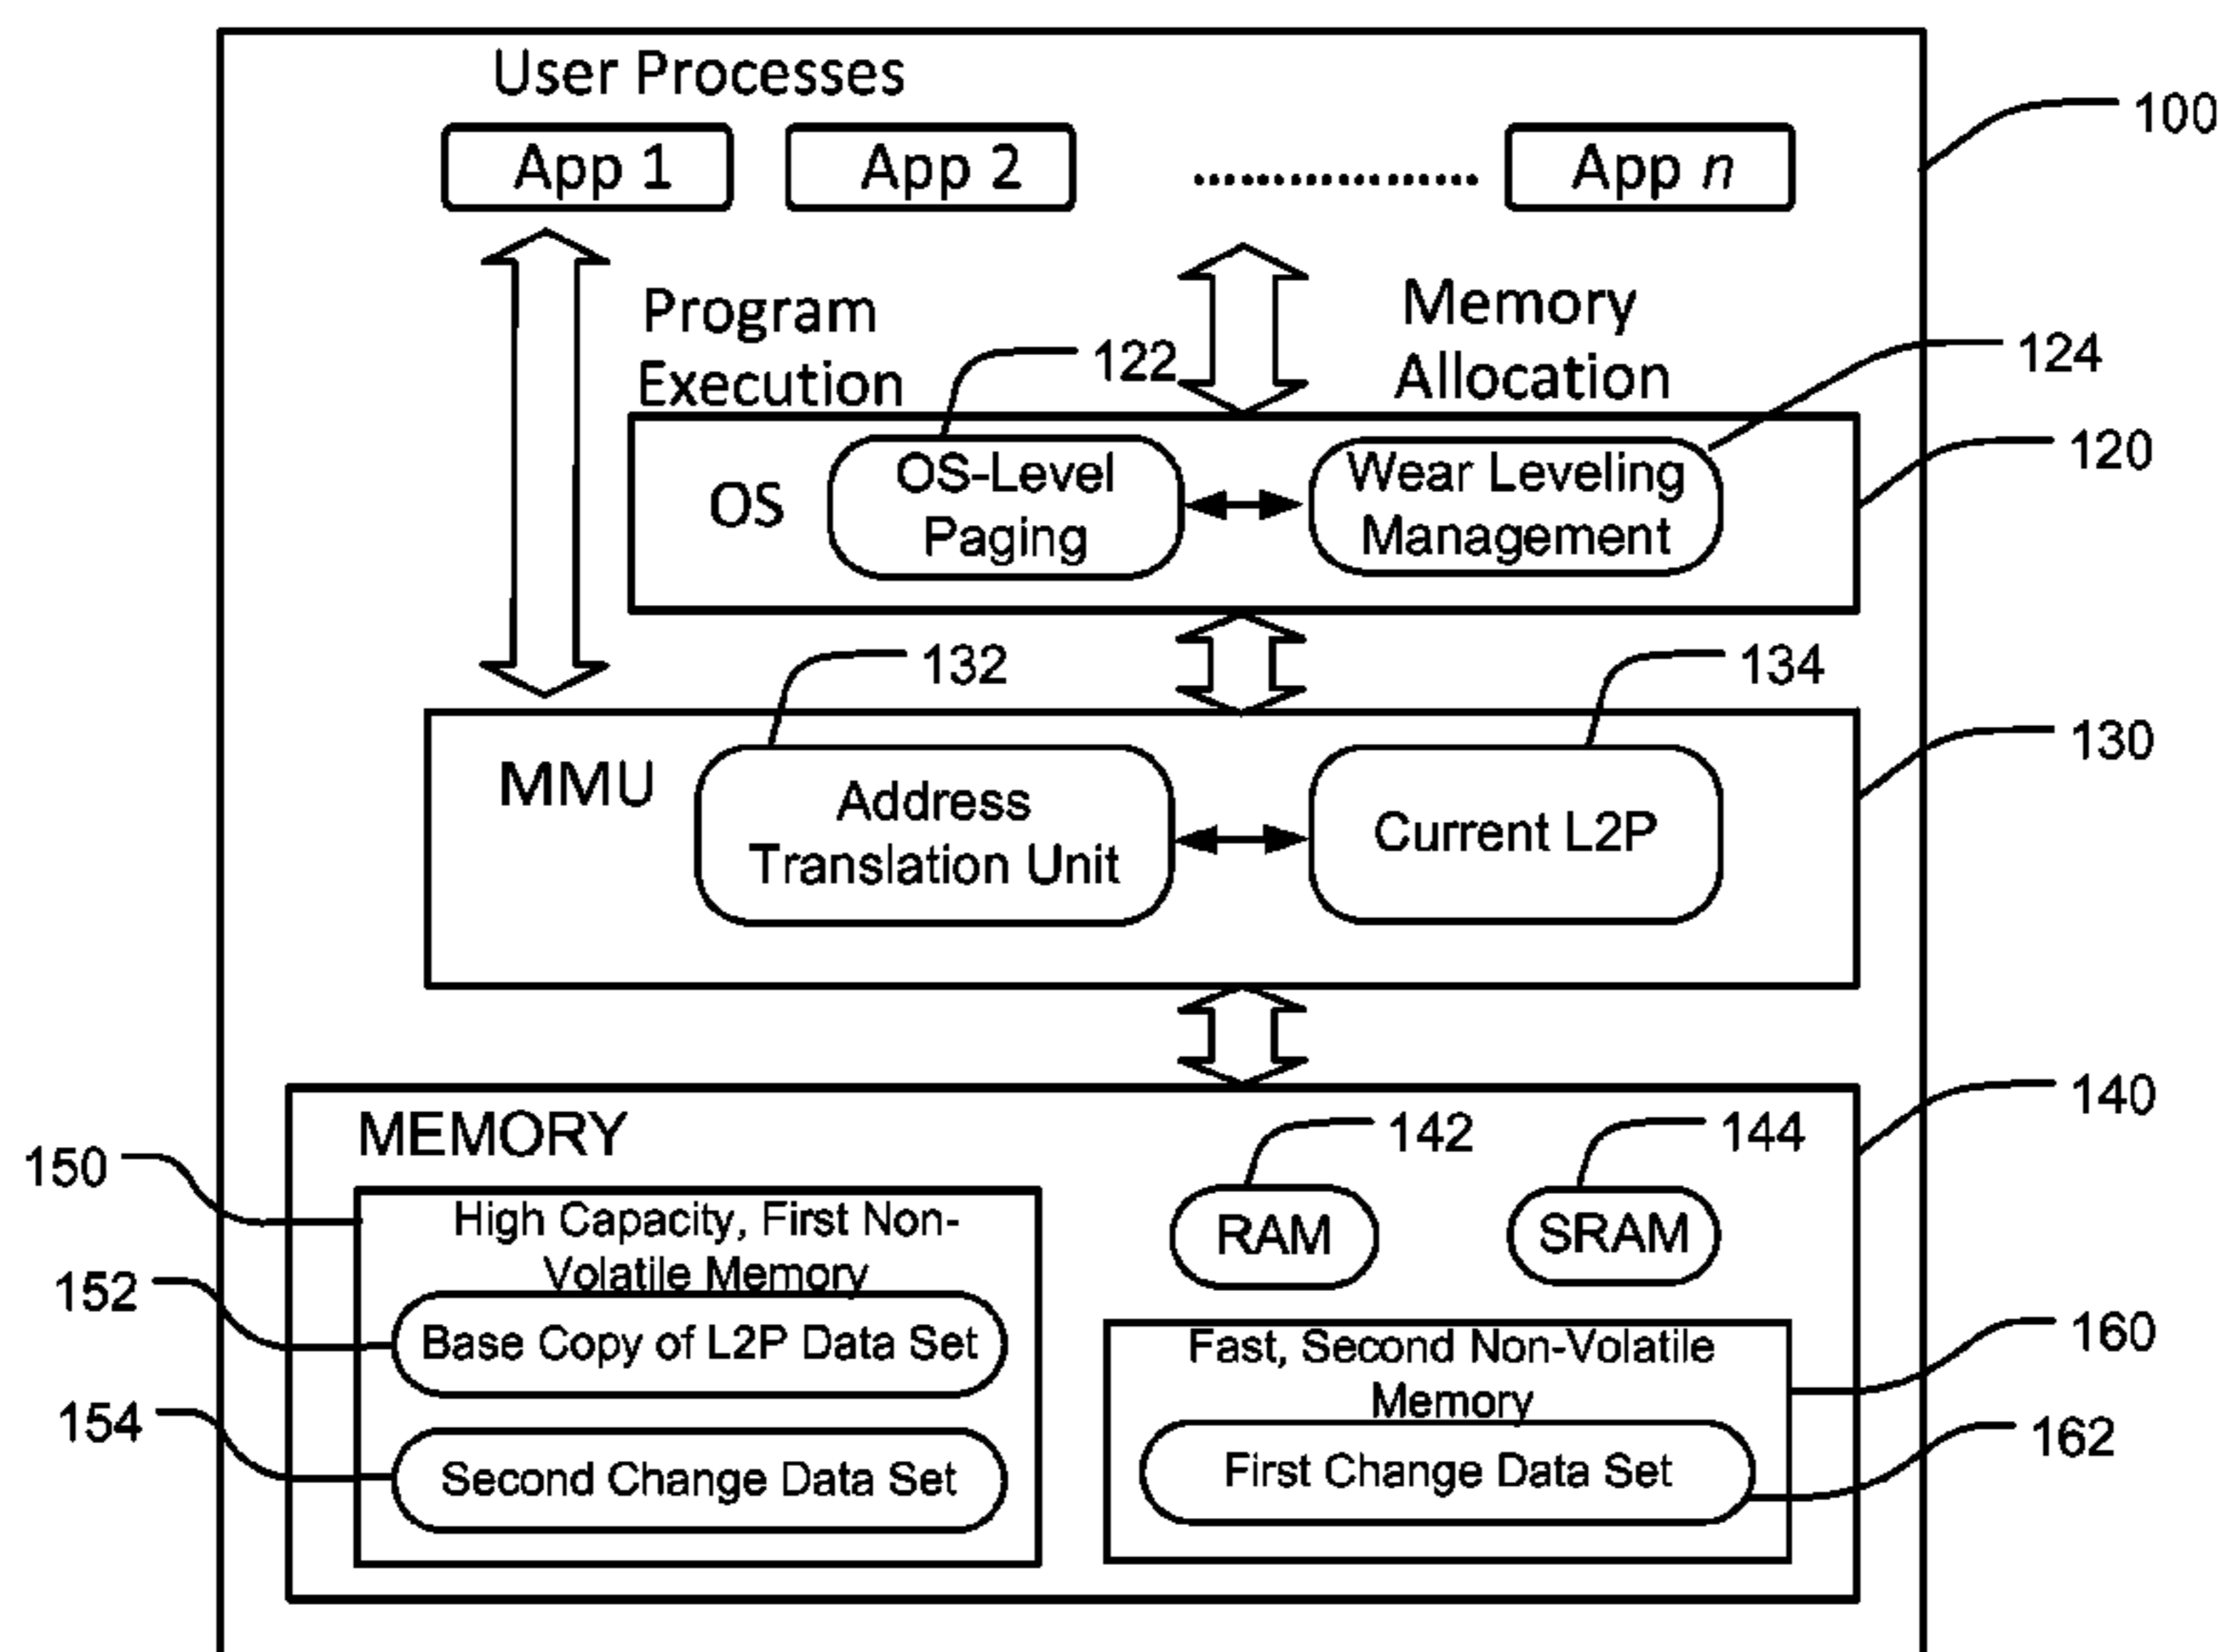 User Processes
100
App 1
App 2
..................
App n
Program
Execution
Memory
Allocation
122
124
OS
OS-Level
Paging
Wear Leveling
Management
120
132
134
MMU
Address
Translation Unit
Current L2P
130
MEMORY
142
144
140
150
High Capacity, First Non-
Volatile Memory
RAM
SRAM
152
Base Copy of L2P Data Set
160
Fast, Second Non-Volatile
Memory
154
Second Change Data Set
First Change Data Set
162